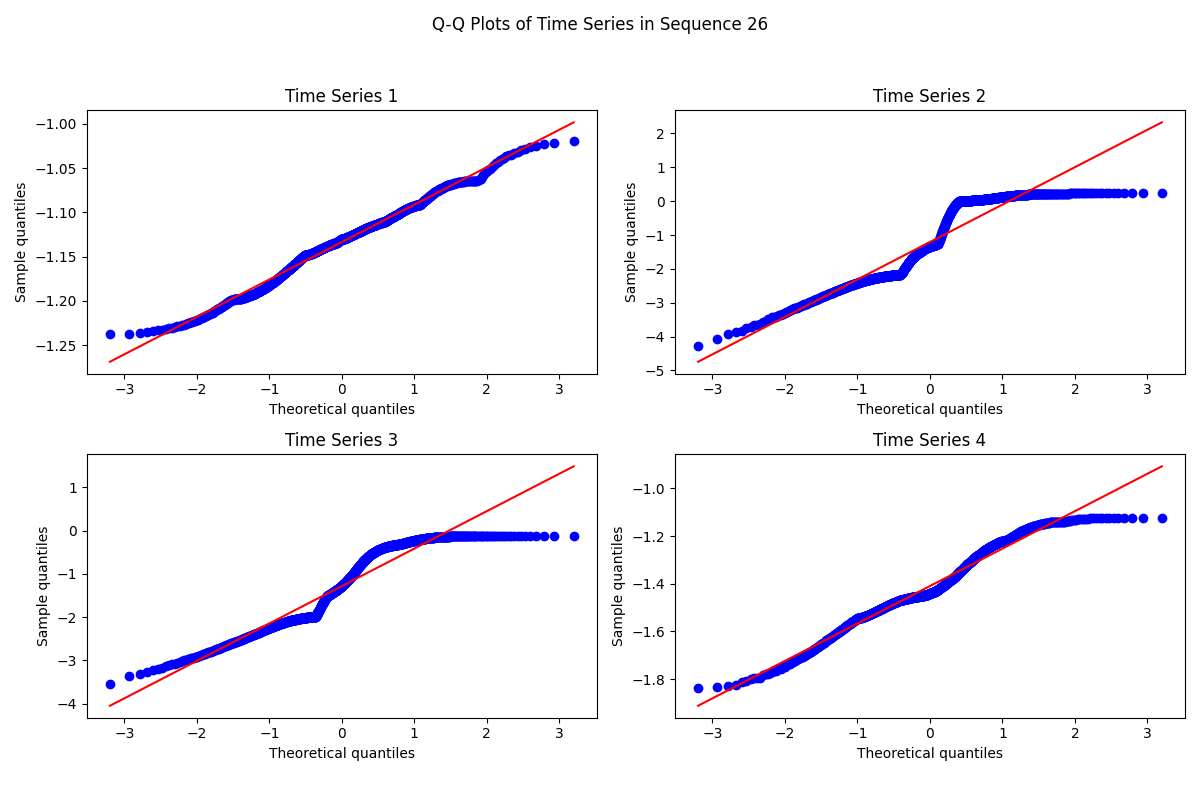 Q-Q Plots of Time Series in Sequence 26
Time Series 1
−1.00
−1.05
−1.10
−1.15
−1.20
−1.25
Sample quantiles
−3 −2 −1 0 1 2 3
Theoretical quantiles
Time Series 2
2
1
0
−1
−2
−3
−4
−5
Sample quantiles
−3 −2 −1 0 1 2 3
Theoretical quantiles
Time Series 3
1
0
−1
−2
−3
−4
Sample quantiles
−3 −2 −1 0 1 2 3
Theoretical quantiles
Time Series 4
−1.0
−1.2
−1.4
−1.6
−1.8
Sample quantiles
−3 −2 −1 0 1 2 3
Theoretical quantiles